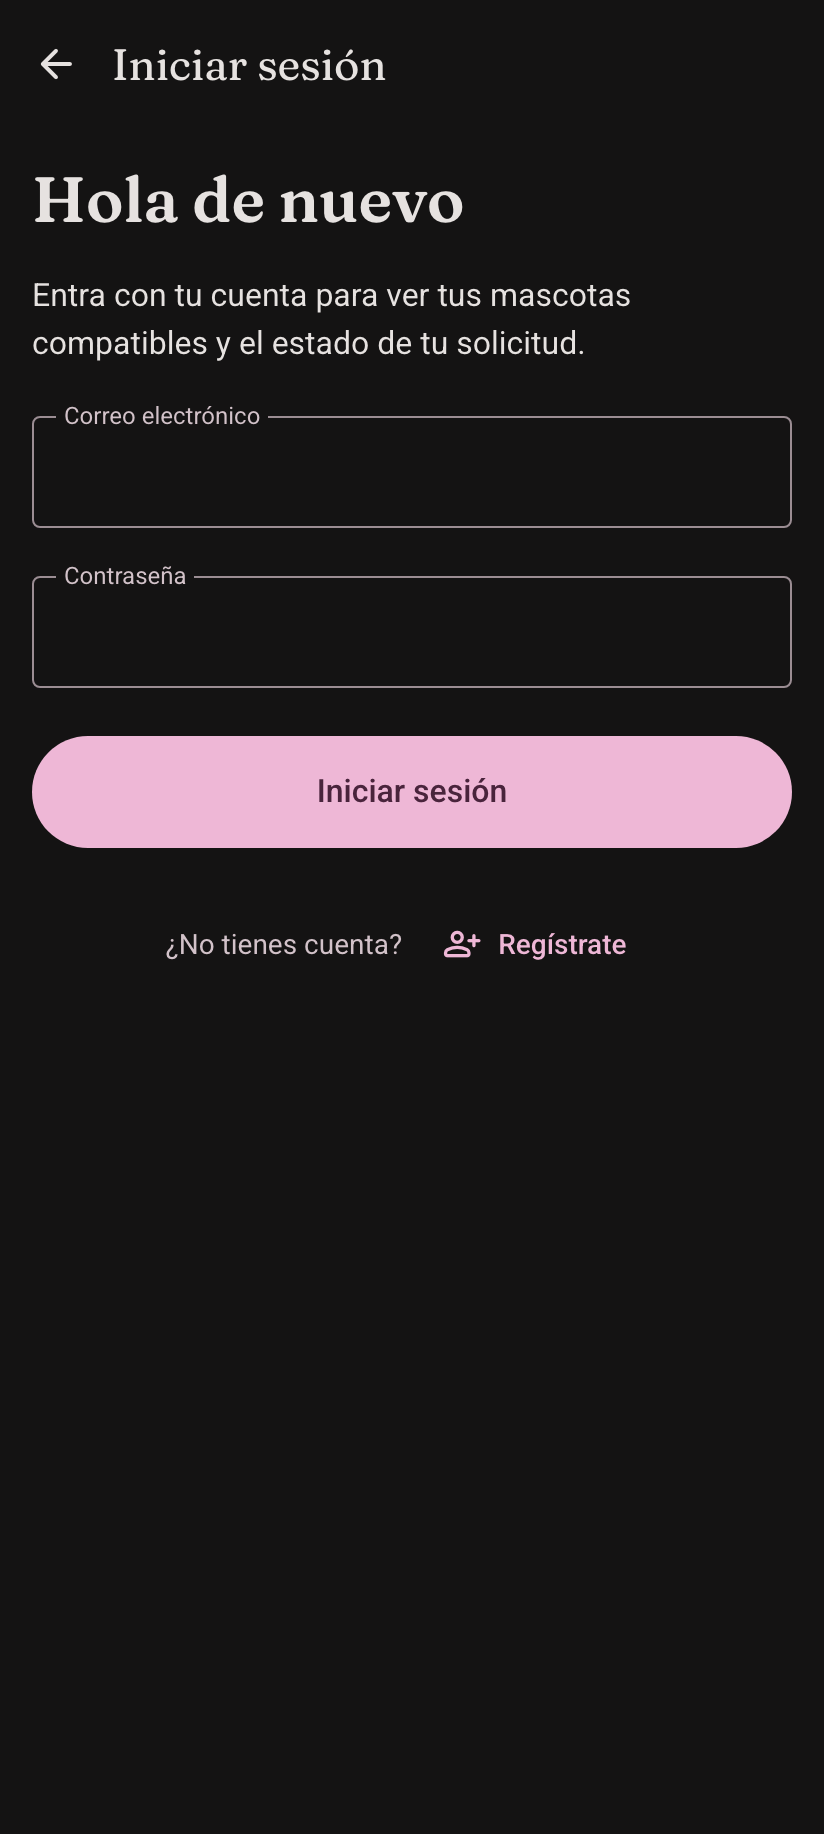 Iniciar sesión
Hola de nuevo
Entra con tu cuenta para ver tus mascotas
compatibles y el estado de tu solicitud.
Correo electrónico
Contraseña
Iniciar sesión
¿No tienes cuenta? Regístrate